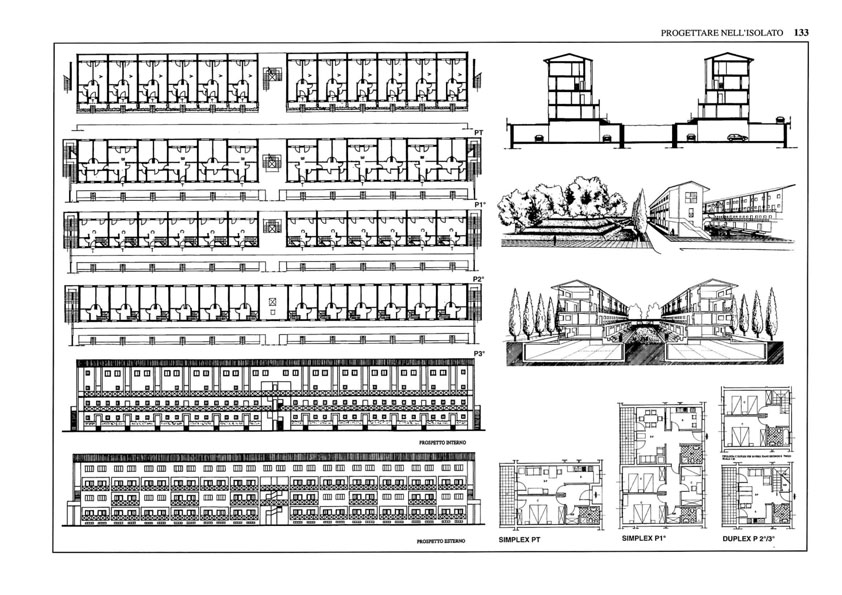 PROGETTARE NELL'ISOLATO 133
PT
P1°
P2°
P3°
PROSPETTO INTERNO
PROSPETTO ESTERNO
SIMPLEX PT
SIMPLEX P1°
DUPLEX P 2°/3°